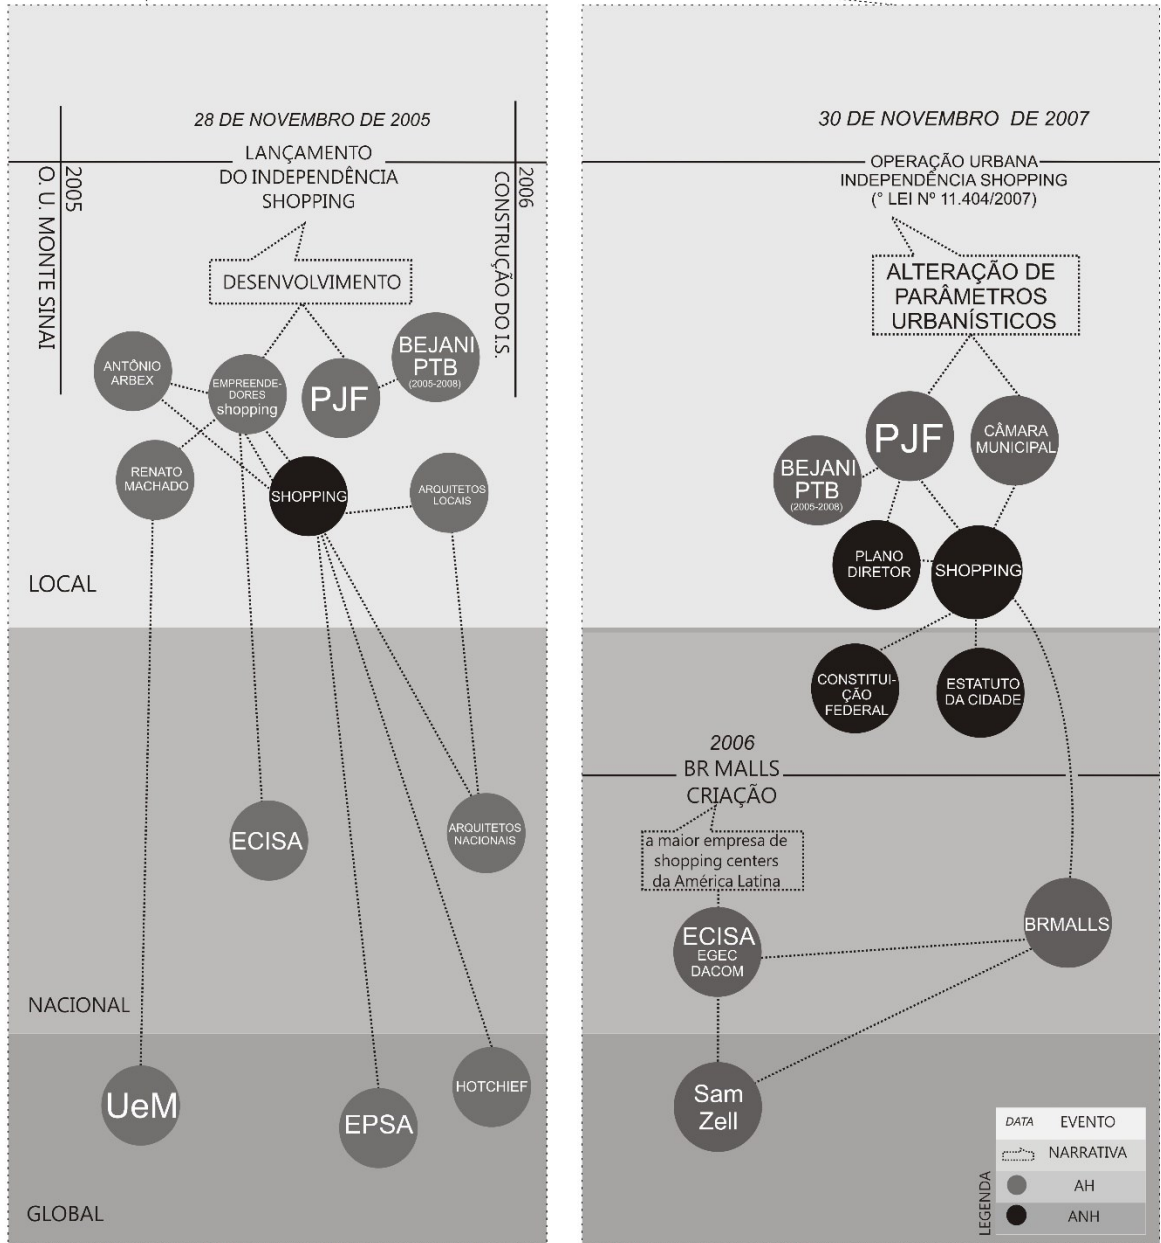 28 DE NOVEMBRO DE 2005
LANÇAMENTO
DO INDEPENDÊNCIA
SHOPPING
2005
O. U. MONTE SINAI
2006
CONSTRUÇÃO DO I.S.
DESENVOLVIMENTO
ANTÔNIO
ARBEX
EMPREENDE-
DORES
shopping
PJF
BEJANI
PTB
(2005-2008)
RENATO
MACHADO
SHOPPING
ARQUITETOS
LOCAIS
LOCAL
ECISA
ARQUITETOS
NACIONAIS
NACIONAL
UeM
EPSA
HOTCHIEF
GLOBAL
30 DE NOVEMBRO DE 2007
OPERAÇÃO URBANA
INDEPENDÊNCIA SHOPPING
(° LEI Nº 11.404/2007)
ALTERAÇÃO DE
PARÂMETROS
URBANÍSTICOS
PJF
CÂMARA
MUNICIPAL
BEJANI
PTB
(2005-2008)
PLANO
DIRETOR
SHOPPING
CONSTITUI-
ÇÃO
FEDERAL
ESTATUTO
DA CIDADE
2006
BR MALLS
CRIAÇÃO
a maior empresa de
shopping centers
da América Latina
ECISA
EGEC
DACOM
BRMALLS
Sam
Zell
LEGENDA
DATA EVENTO
NARRATIVA
AH
ANH